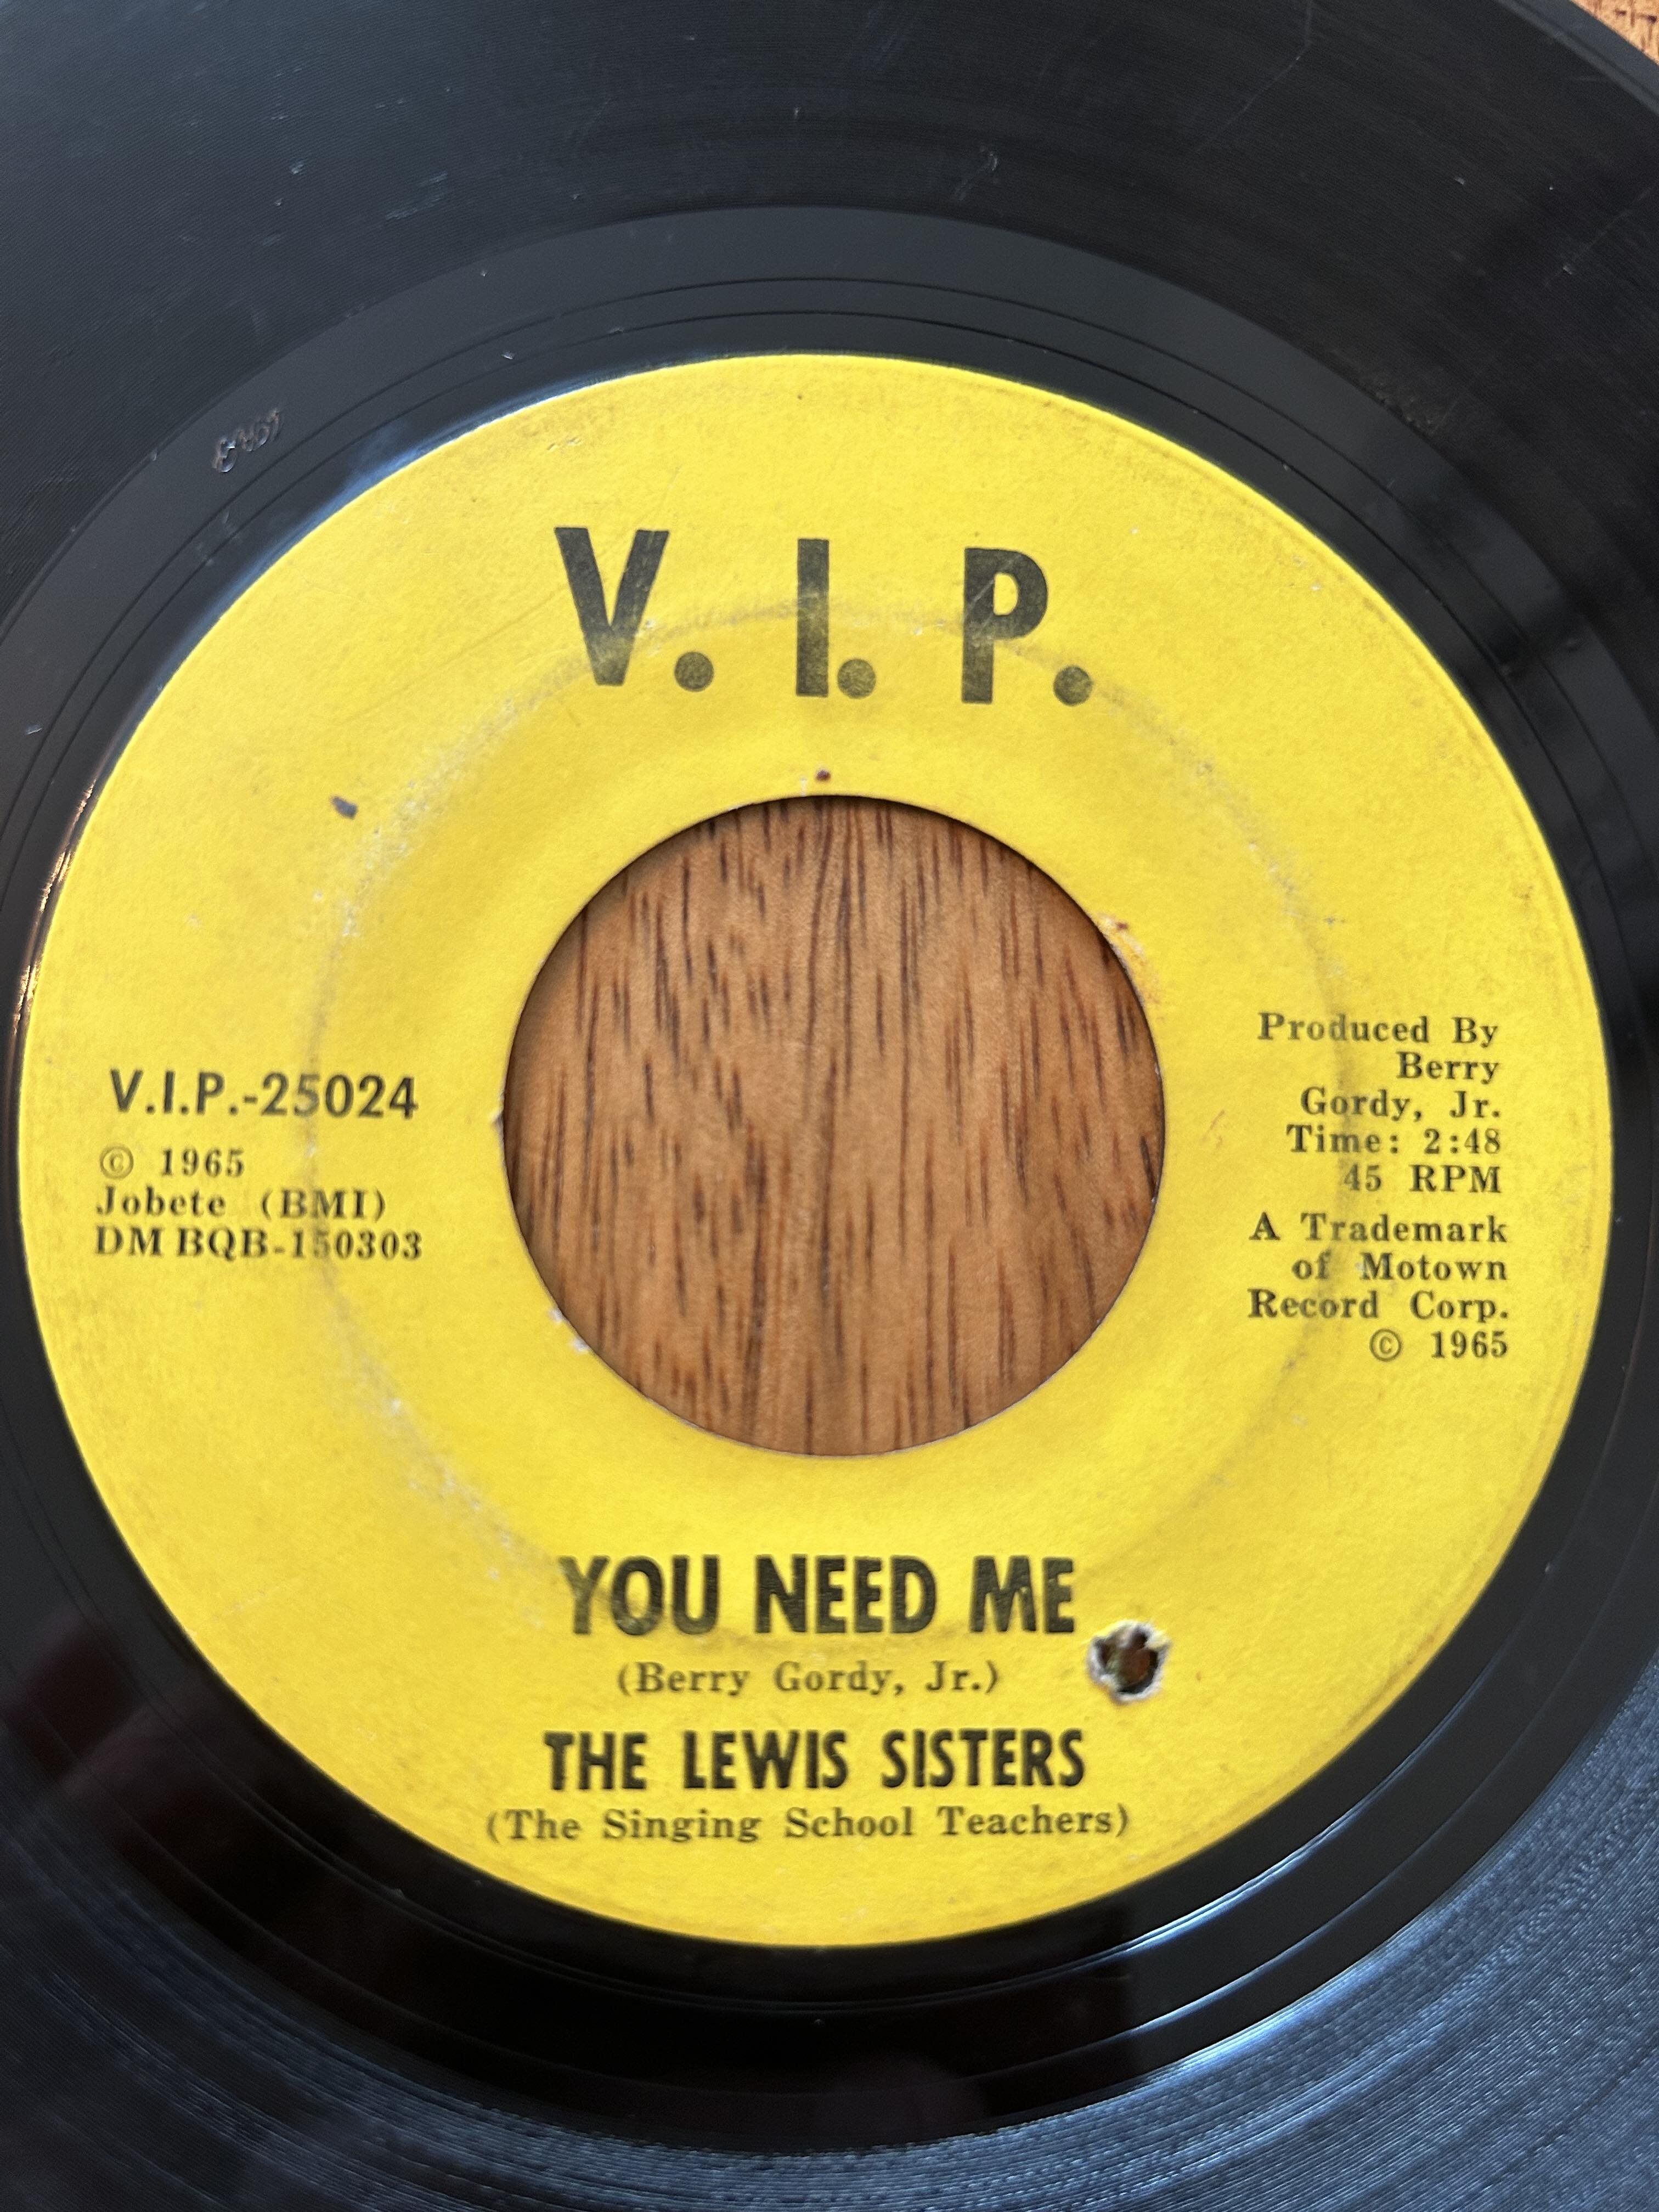 V.I.P.
V.I.P.-25024
© 1965
Jobete (BMI)
DM BQB-150303
Produced By
Berry
Gordy, Jr.
Time: 2:48
45 RPM
A Trademark
of Motown
Record Corp.
© 1965
YOU NEED ME
(Berry Gordy, Jr.)
THE LEWIS SISTERS
(The Singing School Teachers)